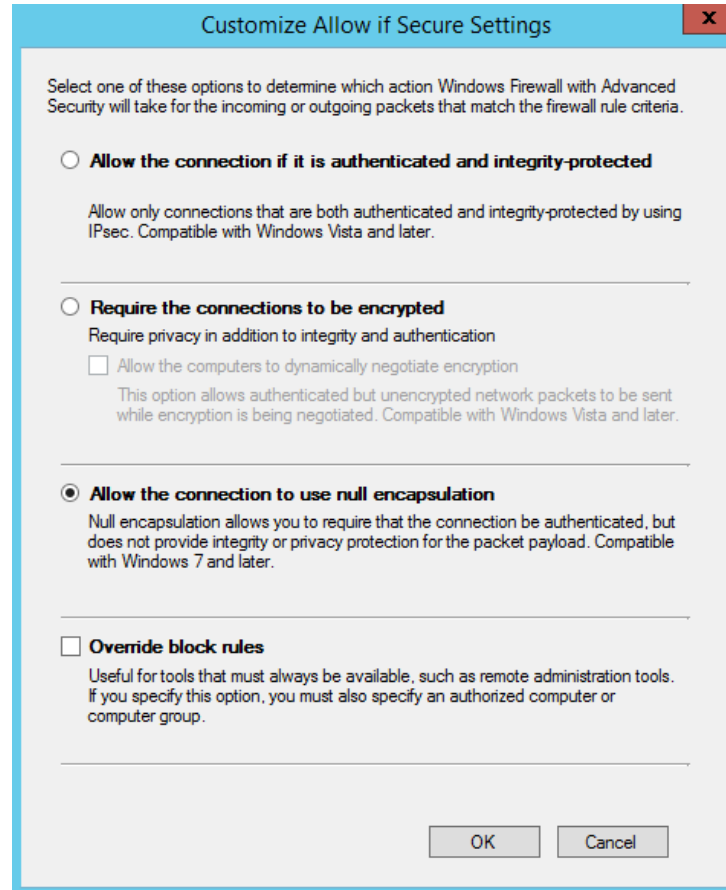 Customize Allow if Secure Settings
x
Select one of these options to determine which action Windows Firewall with Advanced
Security will take for the incoming or outgoing packets that match the firewall rule criteria.
Allow the connection if it is authenticated and integrity-protected
Allow only connections that are both authenticated and integrity-protected by using
IPsec. Compatible with Windows Vista and later.
Require the connections to be encrypted
Require privacy in addition to integrity and authentication
Allow the computers to dynamically negotiate encryption
This option allows authenticated but unencrypted network packets to be sent
while encryption is being negotiated. Compatible with Windows Vista and later.
Allow the connection to use null encapsulation
Null encapsulation allows you to require that the connection be authenticated, but
does not provide integrity or privacy protection for the packet payload. Compatible
with Windows 7 and later.
Override block rules
Useful for tools that must always be available, such as remote administration tools.
If you specify this option, you must also specify an authorized computer or
computer group.
OK
Cancel